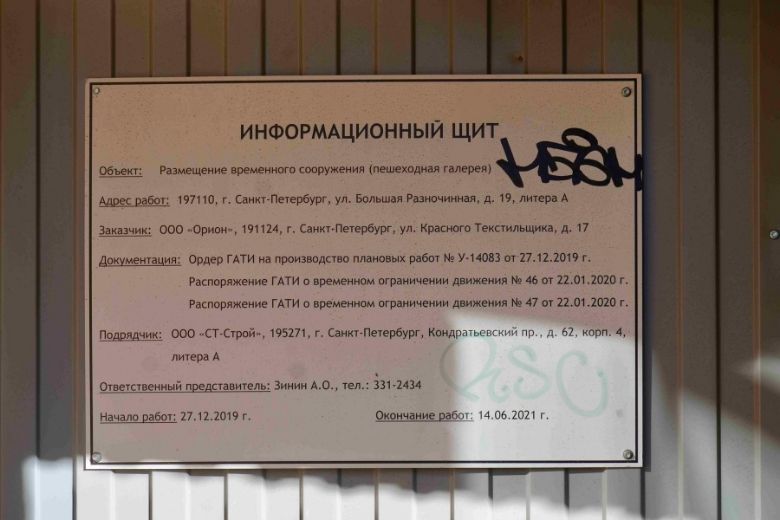 ИНФОРМАЦИОННЫЙ ЩИТ
Объект: Размещение временного сооружения (пешеходная галерея)
Адрес работ: 197110, г. Санкт-Петербург, ул. Большая Разночинная, д. 19, литера А
Заказчик: ООО «Орион», 191124, г. Санкт-Петербург, ул. Красного Текстильщика, д. 17
Документация: Ордер ГАТИ на производство плановых работ № У-14083 от 27.12.2019 г.
Распоряжение ГАТИ о временном ограничении движения № 46 от 22.01.2020 г.
Распоряжение ГАТИ о временном ограничении движения № 47 от 22.01.2020 г.
Подрядчик: ООО «СТ-Строй», 195271, г. Санкт-Петербург, Кондратьевский пр., д. 62, корп. 4,
литера А
Ответственный представитель: Зинин А.О., тел.: 331-2434
Начало работ: 27.12.2019 г. Окончание работ: 14.06.2021 г.